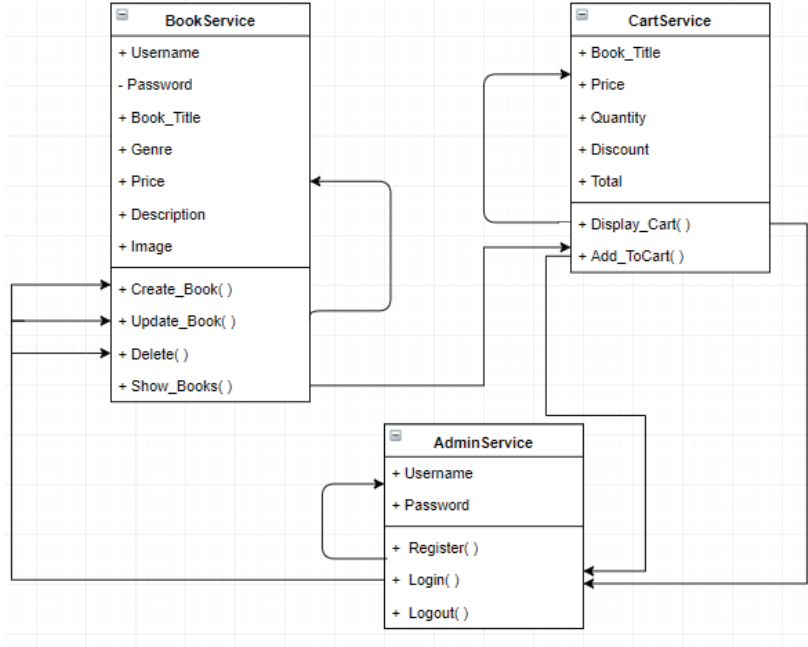 BookService
+ Username
- Password
+ Book_Title
+ Genre
+ Price
+ Description
+ Image
+ Create_Book( )
+ Update_Book( )
+ Delete( )
+ Show_Books( )
CartService
+ Book_Title
+ Price
+ Quantity
+ Discount
+ Total
+ Display_Cart( )
+ Add_ToCart( )
AdminService
+ Username
+ Password
+ Register( )
+ Login( )
+ Logout( )